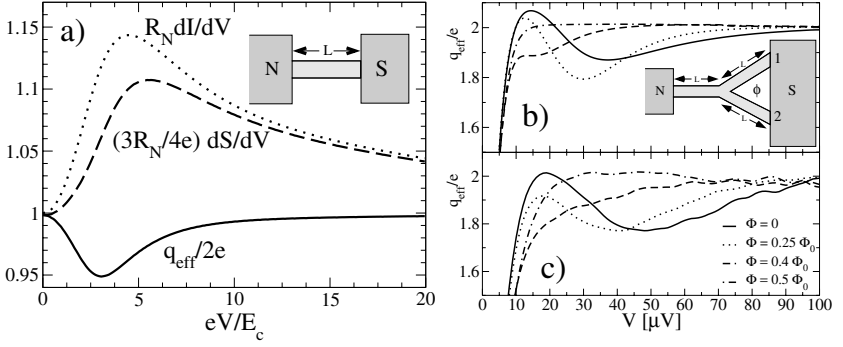 a)
R_N dI/dV
(3R_N/4e) dS/dV
q_eff/2e
N
L
S
1.15
1.1
1.05
1
0.95
0
5
10
15
20
eV/E_c
b)
q_eff/e
2
1.8
1.6
N
L
L
L
ϕ
1
2
S
c)
q_eff/e
2
1.8
1.6
Φ = 0
Φ = 0.25 Φ_0
Φ = 0.4 Φ_0
Φ = 0.5 Φ_0
0 10 20 30 40 50 60 70 80 90 100
V [μV]